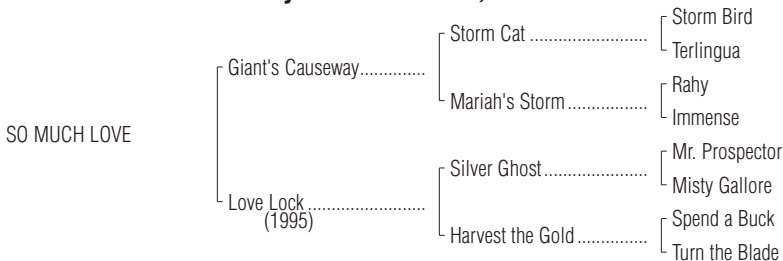 Storm Bird
Storm Cat ........................
Terlingua
Giant's Causeway..............
Rahy
Mariah's Storm.................
Immense
SO MUCH LOVE
Mr. Prospector
Silver Ghost......................
Misty Gallore
Love Lock .........................
(1995)
Spend a Buck
Harvest the Gold...............
Turn the Blade